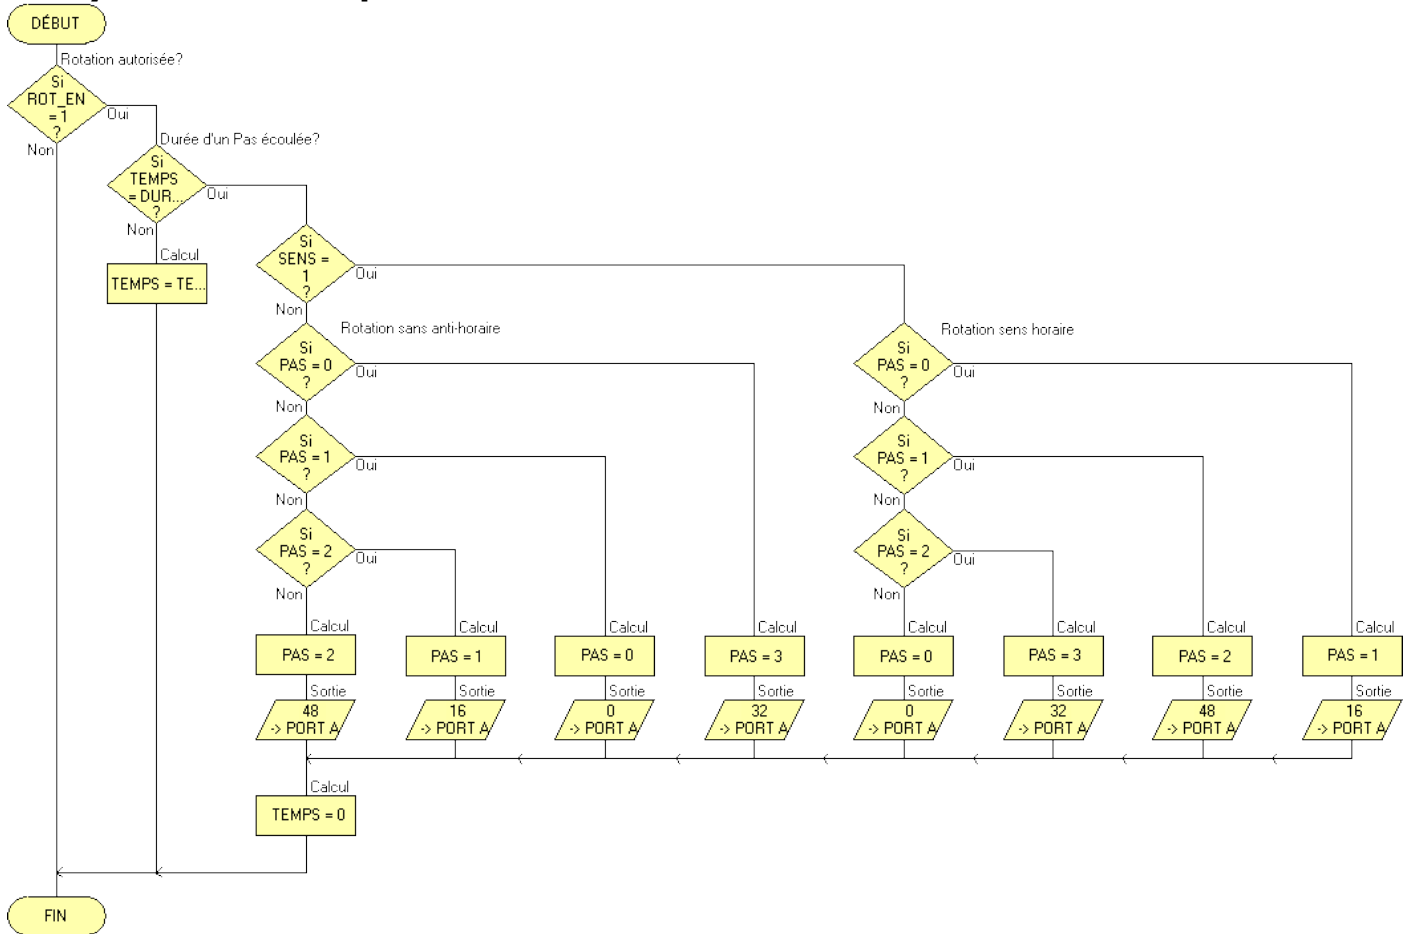 DÉBUT
Rotation autorisée?
Si
ROT_EN
= 1
?
Oui
Non
Durée d'un Pas écoulée?
Si
TEMPS
= DUR...
?
Oui
Non
Calcul
TEMPS = TE...
Si
SENS =
1
?
Oui
Non
Rotation sans anti-horaire
Rotation sens horaire
Si
PAS = 0
?
Oui
Non
Si
PAS = 0
?
Oui
Non
Si
PAS = 1
?
Oui
Non
Si
PAS = 1
?
Oui
Non
Si
PAS = 2
?
Oui
Non
Si
PAS = 2
?
Oui
Non
Calcul
PAS = 2
Calcul
PAS = 1
Calcul
PAS = 0
Calcul
PAS = 3
Calcul
PAS = 0
Calcul
PAS = 3
Calcul
PAS = 2
Calcul
PAS = 1
Sortie
48
-> PORT A
Sortie
16
-> PORT A
Sortie
0
-> PORT A
Sortie
32
-> PORT A
Sortie
0
-> PORT A
Sortie
32
-> PORT A
Sortie
48
-> PORT A
Sortie
16
-> PORT A
Calcul
TEMPS = 0
FIN